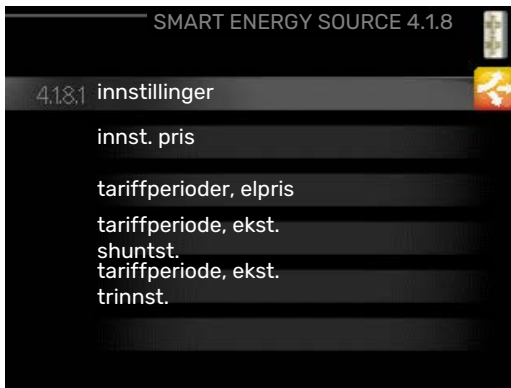 SMART ENERGY SOURCE 4.1.8
4.1.8.1 innstillinger
innst. pris
tariffperioder, elpris
tariffperiode, ekst.
shuntst.
tariffperiode, ekst.
trinnst.